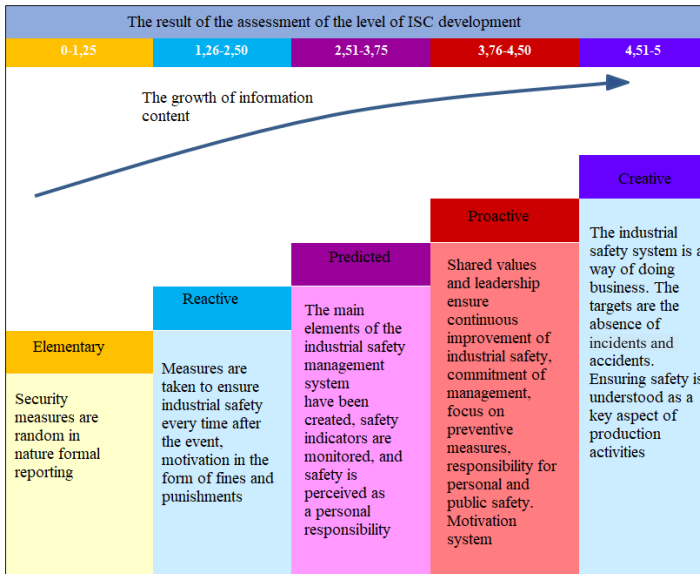 The result of the assessment of the level of ISC development
0-1,25
1,26-2,50
2,51-3,75
3,76-4,50
4,51-5
The growth of information
content
Elementary
Security
measures are
random in
nature formal
reporting
Reactive
Measures are
taken to ensure
industrial safety
every time after
the event,
motivation in the
form of fines and
punishments
Predicted
The main
elements of the
industrial safety
management
system
have been
created, safety
indicators are
monitored, and
safety is
perceived as
a personal
responsibility
Proactive
Shared values
and leadership
ensure
continuous
improvement of
industrial safety,
commitment of
management,
focus on
preventive
measures,
responsibility for
personal and
public safety.
Motivation
system
Creative
The industrial
safety system is a
way of doing
business. The
targets are the
absence of
incidents and
accidents.
Ensuring safety is
understood as a
key aspect of
production
activities